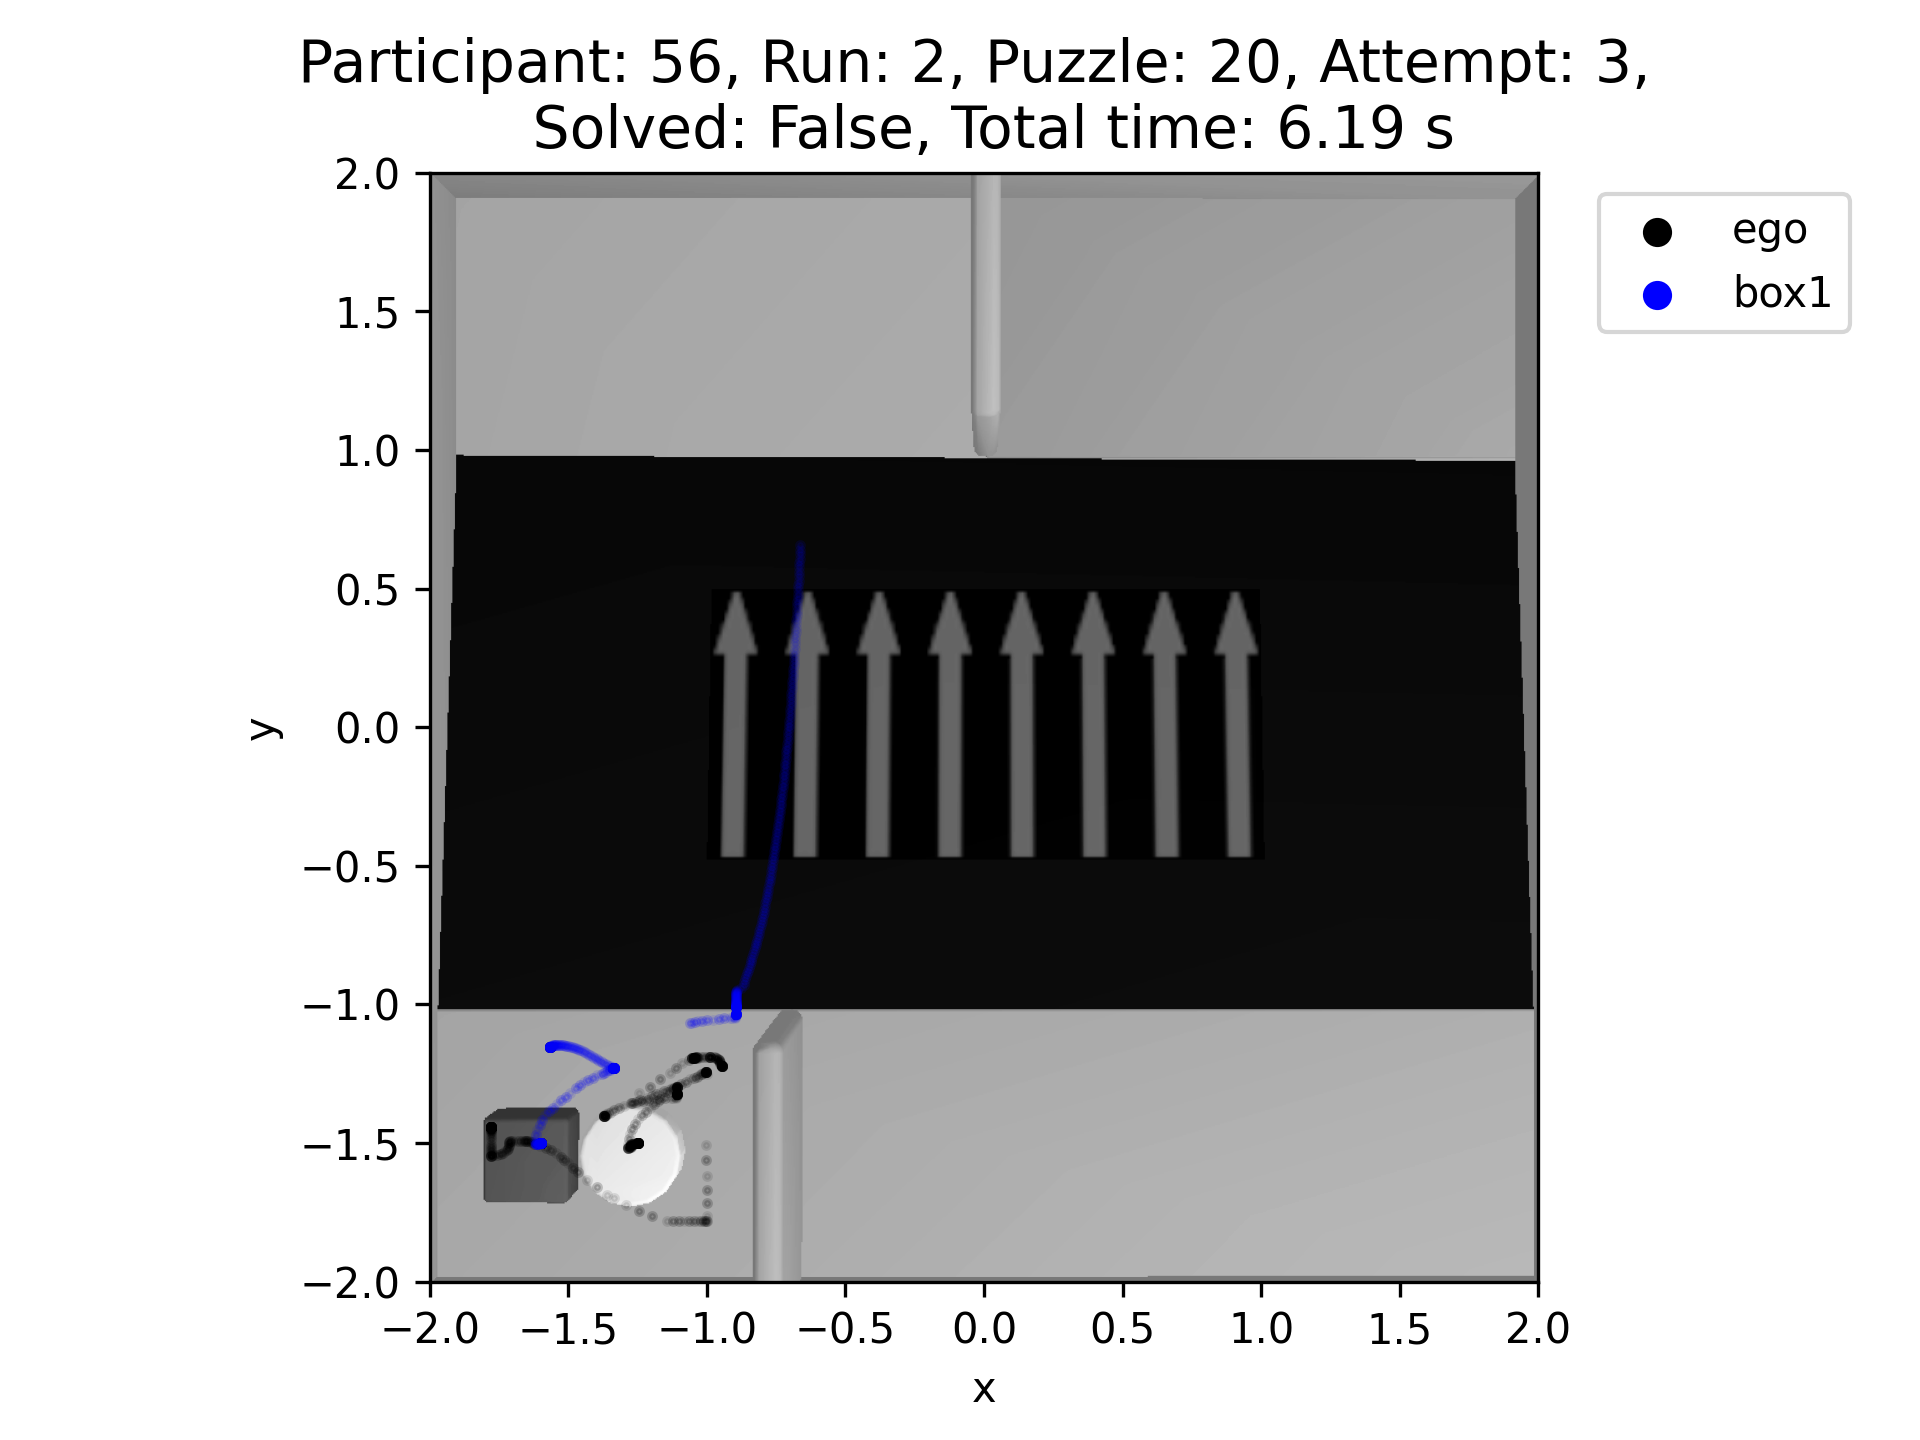 Participant: 56, Run: 2, Puzzle: 20, Attempt: 3,
Solved: False, Total time: 6.19 s
ego
box1
2.0
1.5
1.0
0.5
0.0
−0.5
−1.0
−1.5
−2.0
y
−2.0 −1.5 −1.0 −0.5 0.0 0.5 1.0 1.5 2.0
x